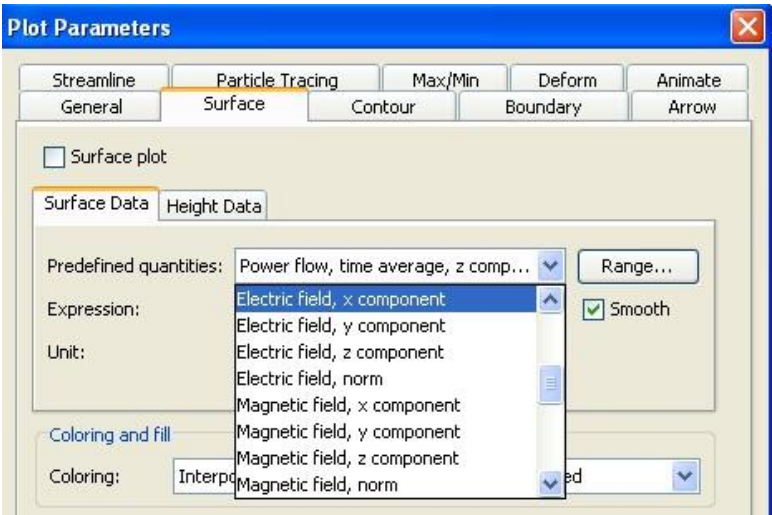 Plot Parameters
Streamline Particle Tracing Max/Min Deform Animate
General Surface Contour Boundary Arrow
Surface plot
Surface Data Height Data
Predefined quantities: Power flow, time average, z comp... Range...
Expression: Electric field, x component Smooth
Electric field, y component
Unit: Electric field, z component
Electric field, norm
Magnetic field, x component
Coloring and fill Magnetic field, y component
Magnetic field, z component
Coloring: Interpo Magnetic field, norm ed